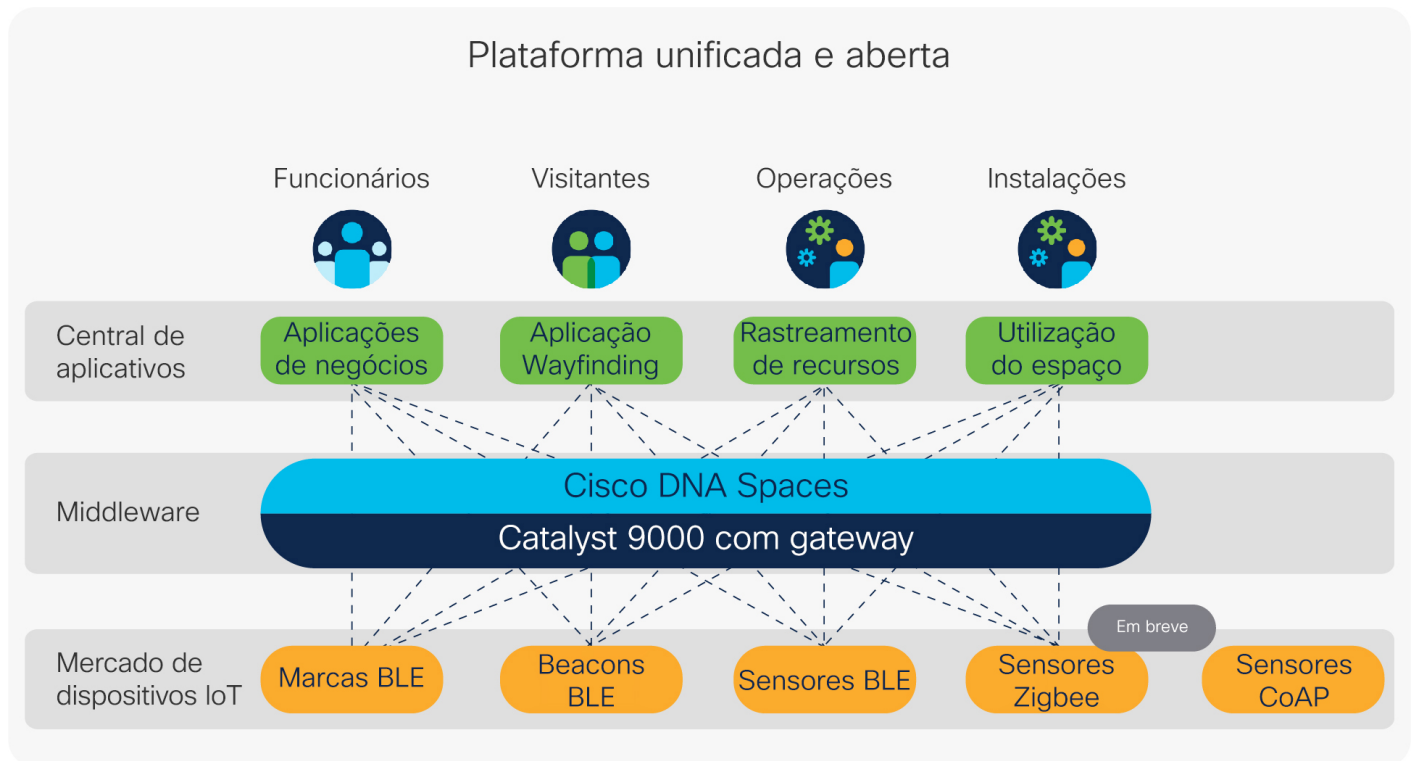 Plataforma unificada e aberta
Funcionários
Visitantes
Operações
Instalações
Central de
aplicativos
Aplicações
de negócios
Aplicação
Wayfinding
Rastreamento
de recursos
Utilização
do espaço
Middleware
Cisco DNA Spaces
Catalyst 9000 com gateway
Em breve
Mercado de
dispositivos IoT
Marcas BLE
Beacons
BLE
Sensores BLE
Sensores
Zigbee
Sensores
CoAP